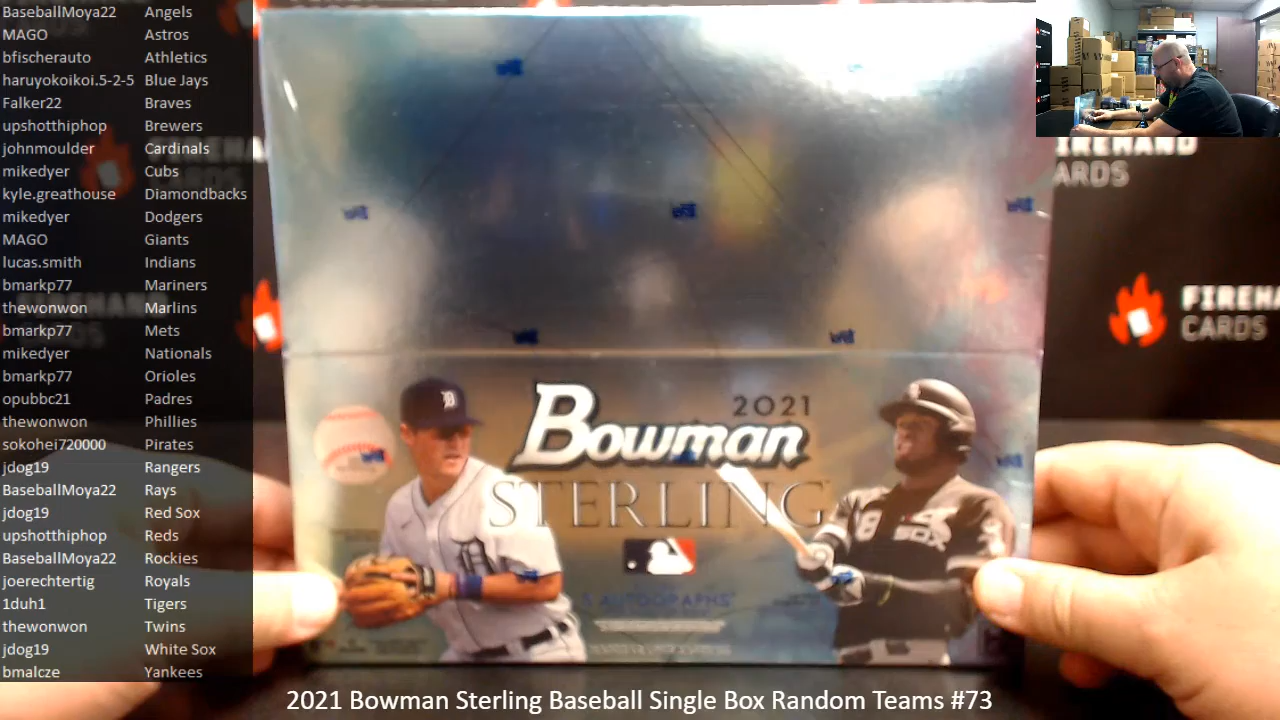 BaseballMoya22 Angels
MAGO Astros
bfischerauto Athletics
haruyokoikoi.5-2-5 Blue Jays
Falker22 Braves
upshotthiphop Brewers
johnmoulder Cardinals
mikedyer Cubs
kyle.greathouse Diamondbacks
mikedyer Dodgers
MAGO Giants
lucas.smith Indians
bmarkp77 Mariners
thewonwon Marlins
bmarkp77 Mets
mikedyer Nationals
bmarkp77 Orioles
opubbc21 Padres
thewonwon Phillies
sokohei720000 Pirates
jdog19 Rangers
BaseballMoya22 Rays
jdog19 Red Sox
upshotthiphop Reds
BaseballMoya22 Rockies
joerechtertig Royals
1duh1 Tigers
thewonwon Twins
jdog19 White Sox
bmalcze Yankees
2021
Bowman
STERLING
5 AUTOGRAPHS
D
SOX
FIREHA
CARDS
2021 Bowman Sterling Baseball Single Box Random Teams #73